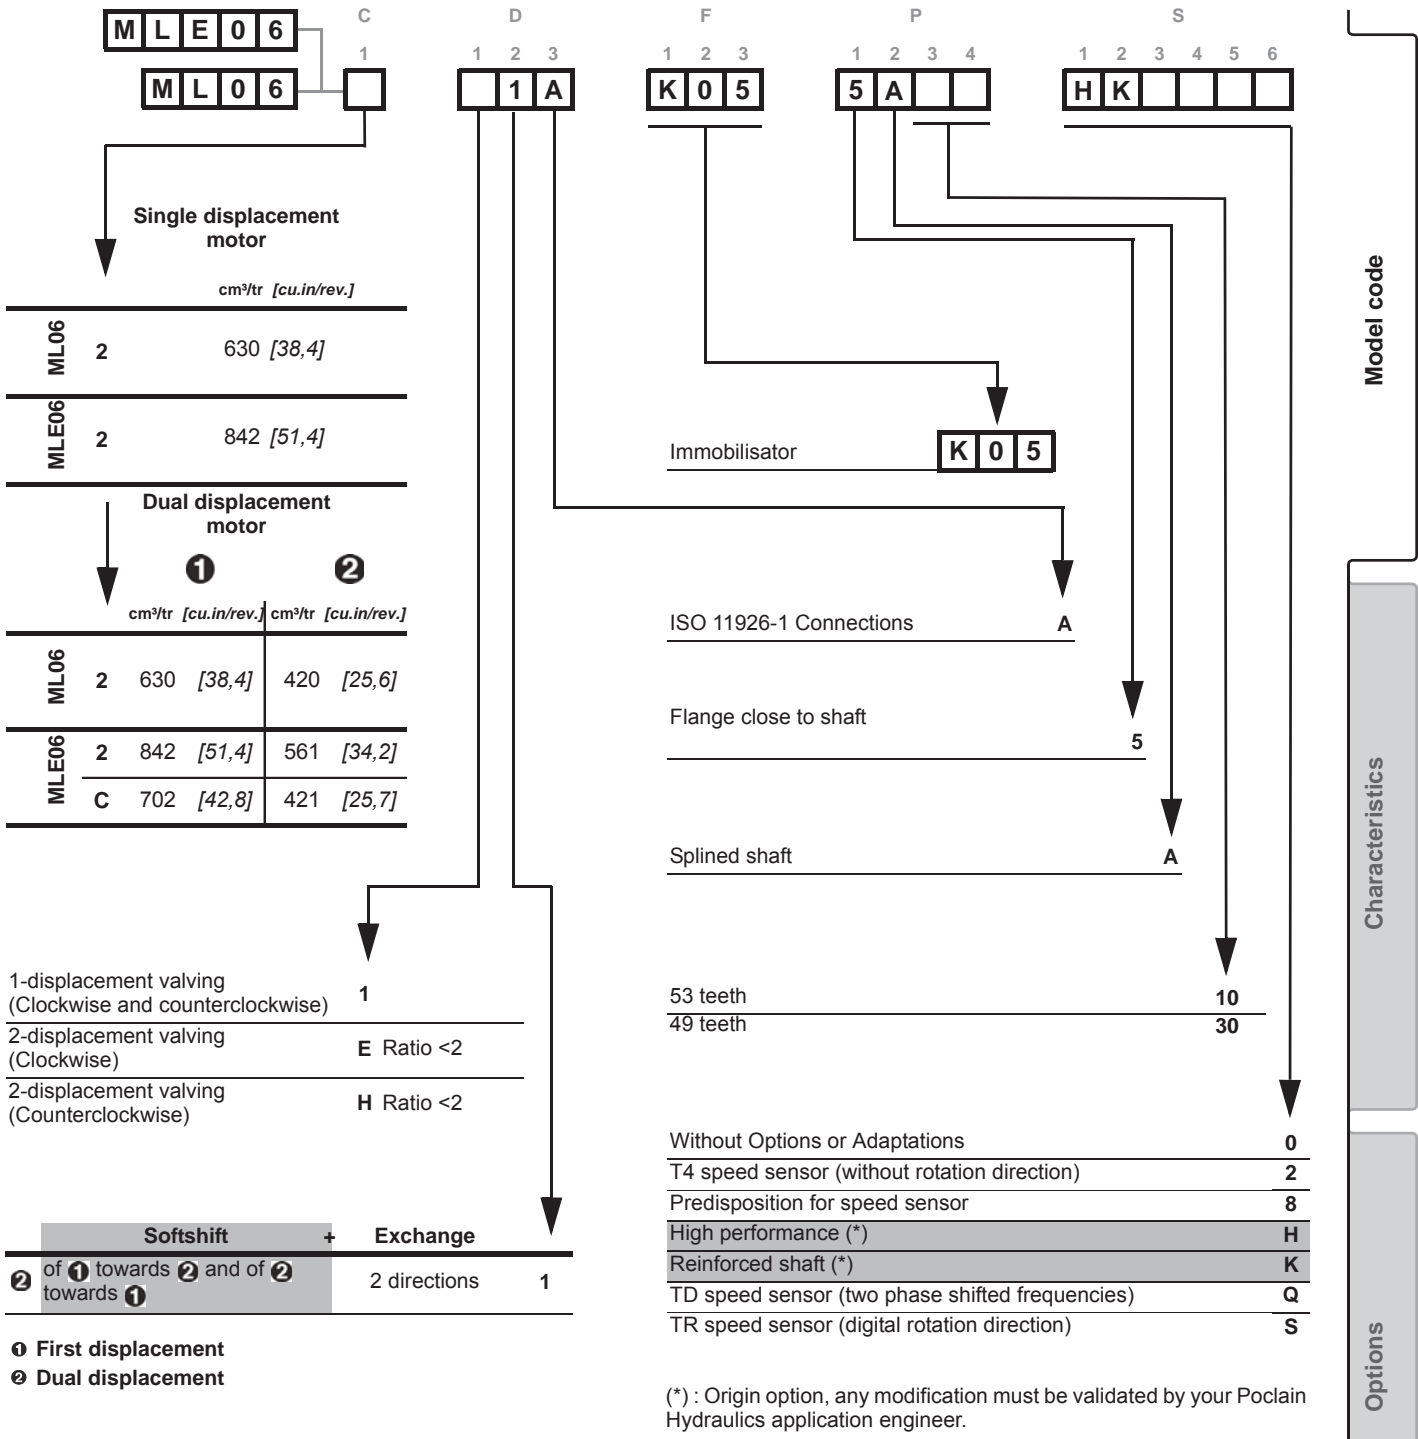 C D F P S
M L E 0 6
1 1 2 3 1 2 3 1 2 3 4 1 2 3 4 5 6
M L 0 6 1 A K 0 5 5 A H K
Single displacement
motor
cm³/tr [cu.in/rev.]
ML06 2 630 [38,4]
MLE06 2 842 [51,4]
Dual displacement
motor
❶ ❷
cm³/tr [cu.in/rev.] cm³/tr [cu.in/rev.]
ML06 2 630 [38,4] 420 [25,6]
MLE06 2 842 [51,4] 561 [34,2]
C 702 [42,8] 421 [25,7]
1-displacement valving
(Clockwise and counterclockwise) 1
2-displacement valving
(Clockwise) E Ratio <2
2-displacement valving
(Counterclockwise) H Ratio <2
Softshift + Exchange
❷ of ❶ towards ❷ and of ❷
towards ❶ 2 directions 1
❶ First displacement
❷ Dual displacement
Immobilisator K 0 5
ISO 11926-1 Connections A
Flange close to shaft
5
Splined shaft A
53 teeth 10
49 teeth 30
Without Options or Adaptations 0
T4 speed sensor (without rotation direction) 2
Predisposition for speed sensor 8
High performance (*) H
Reinforced shaft (*) K
TD speed sensor (two phase shifted frequencies) Q
TR speed sensor (digital rotation direction) S
(*) : Origin option, any modification must be validated by your Poclain
Hydraulics application engineer.
Model code
Characteristics
Options